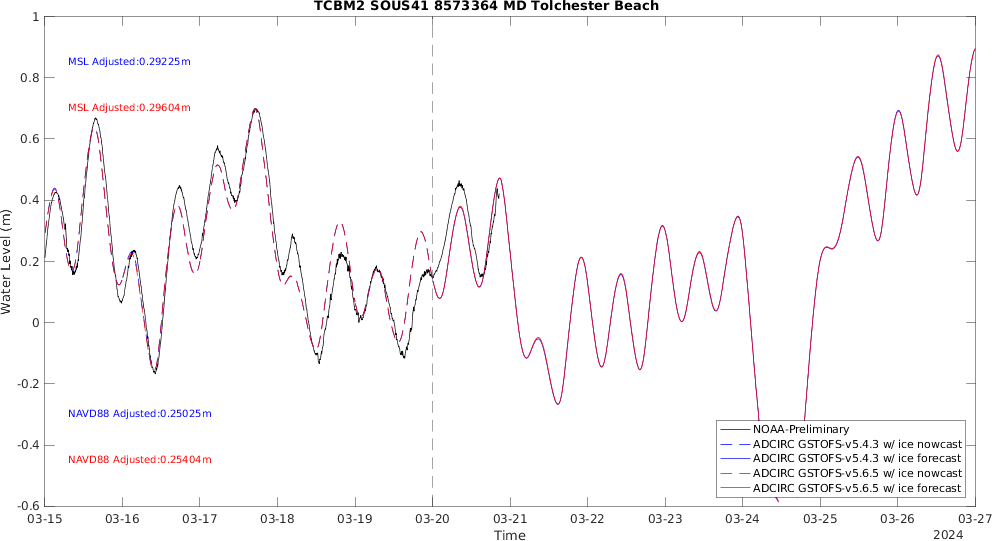 TCBM2 SOUS41 8573364 MD Tolchester Beach
1
0.8
0.6
0.4
0.2
0
-0.2
-0.4
-0.6
Water Level (m)
MSL Adjusted:0.29225m
MSL Adjusted:0.29604m
NAVD88 Adjusted:0.25025m
NAVD88 Adjusted:0.25404m
NOAA-Preliminary
ADCIRC GSTOFS-v5.4.3 w/ ice nowcast
ADCIRC GSTOFS-v5.4.3 w/ ice forecast
ADCIRC GSTOFS-v5.6.5 w/ ice nowcast
ADCIRC GSTOFS-v5.6.5 w/ ice forecast
03-15 03-16 03-17 03-18 03-19 03-20 03-21 03-22 03-23 03-24 03-25 03-26 03-27
Time
2024